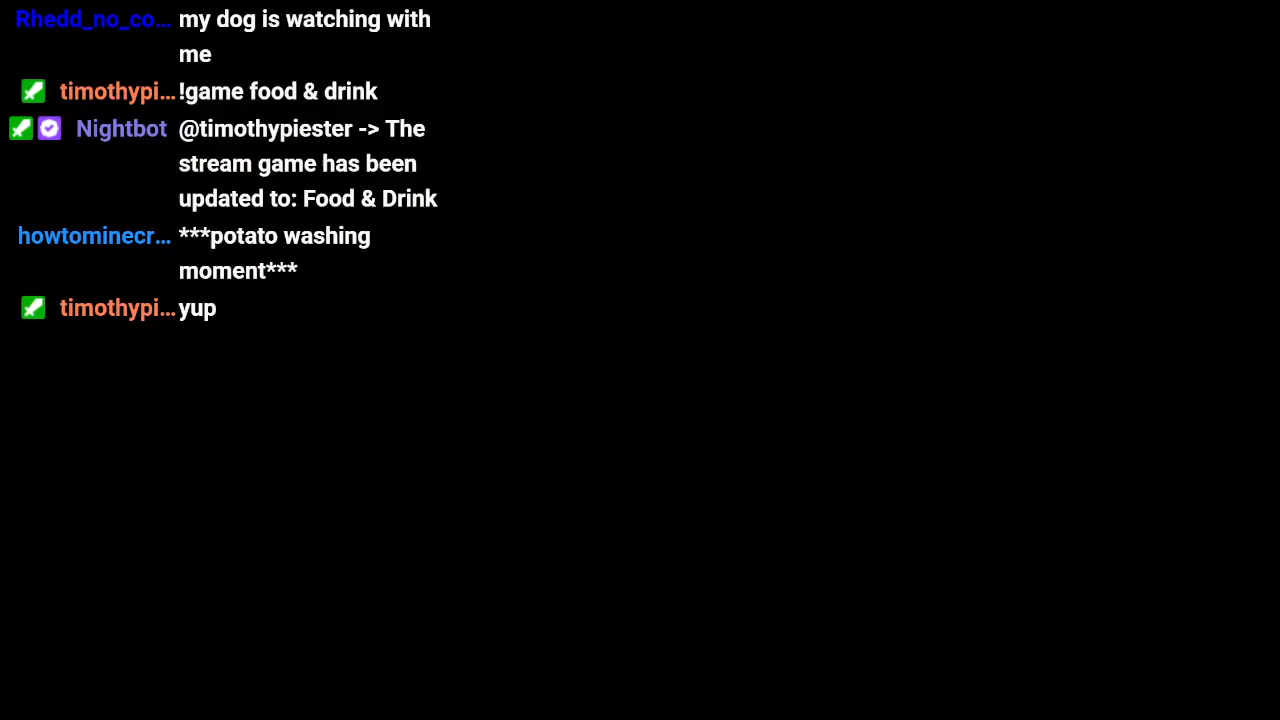 Rhedd_no_co... my dog is watching with
me
timothypi... !game food & drink
Nightbot @timothypiester -> The
stream game has been
updated to: Food & Drink
howtominecr... ***potato washing
moment***
timothypi... yup